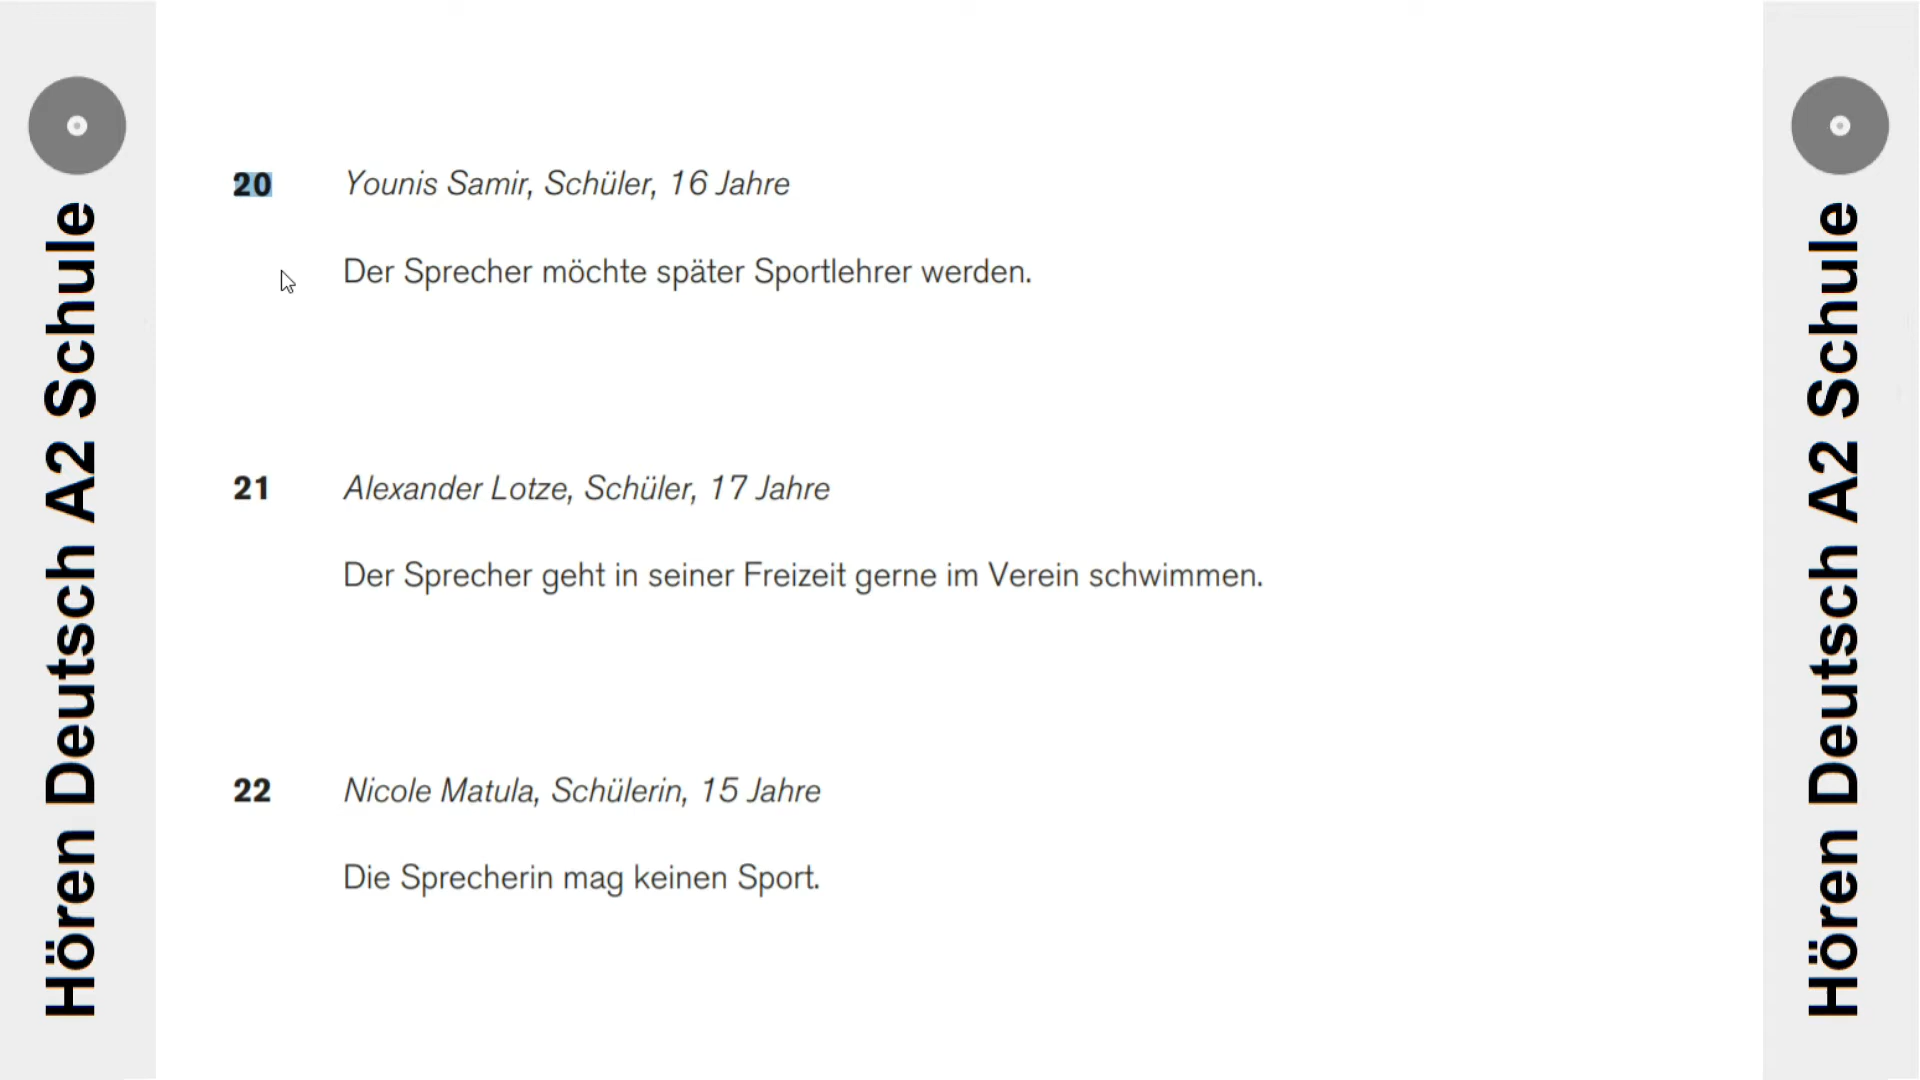 Hören Deutsch A2 Schule
20 Younis Samir, Schüler, 16 Jahre
Der Sprecher möchte später Sportlehrer werden.
21 Alexander Lotze, Schüler, 17 Jahre
Der Sprecher geht in seiner Freizeit gerne im Verein schwimmen.
22 Nicole Matula, Schülerin, 15 Jahre
Die Sprecherin mag keinen Sport.
Hören Deutsch A2 Schule